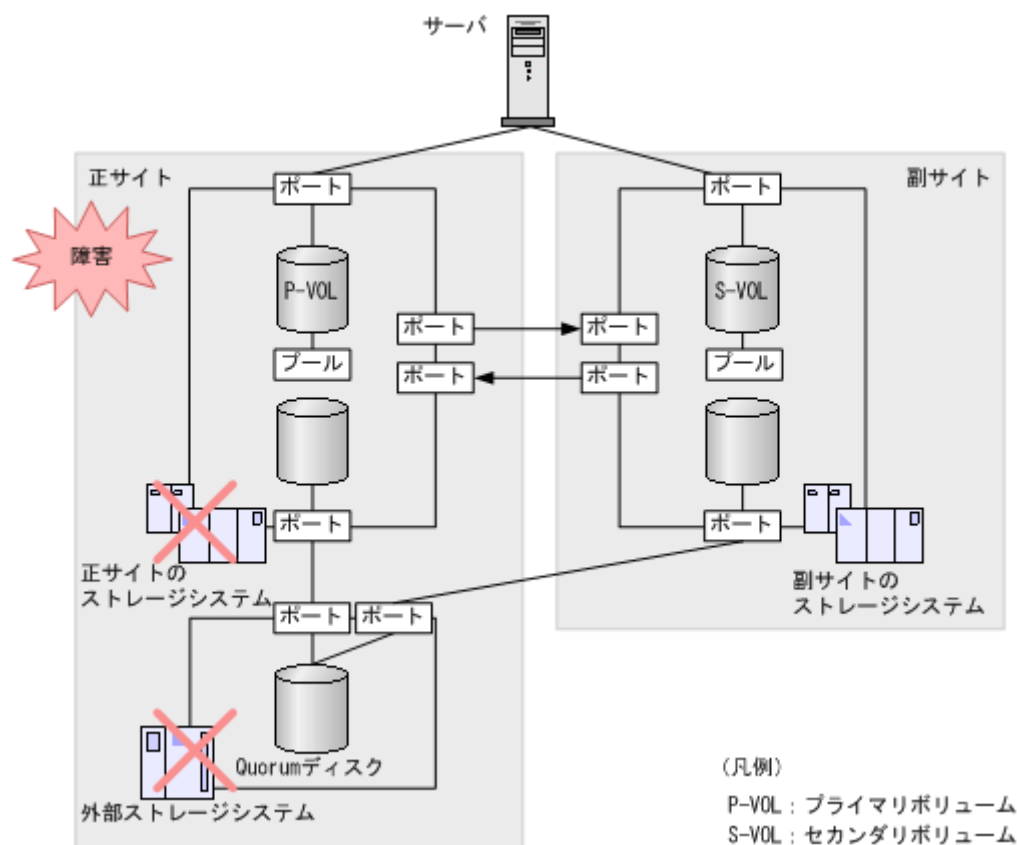 サーバ
正サイト
副サイト
ポート
ポート
障害
P-VOL
S-VOL
ポート
ポート
プール
プール
ポート
ポート
ポート
ポート
正サイトの
ストレージシステム
副サイトの
ストレージシステム
ポート
ポート
Quorumディスク
外部ストレージシステム
(凡例)
P-VOL : プライマリボリューム
S-VOL : セカンダリボリューム